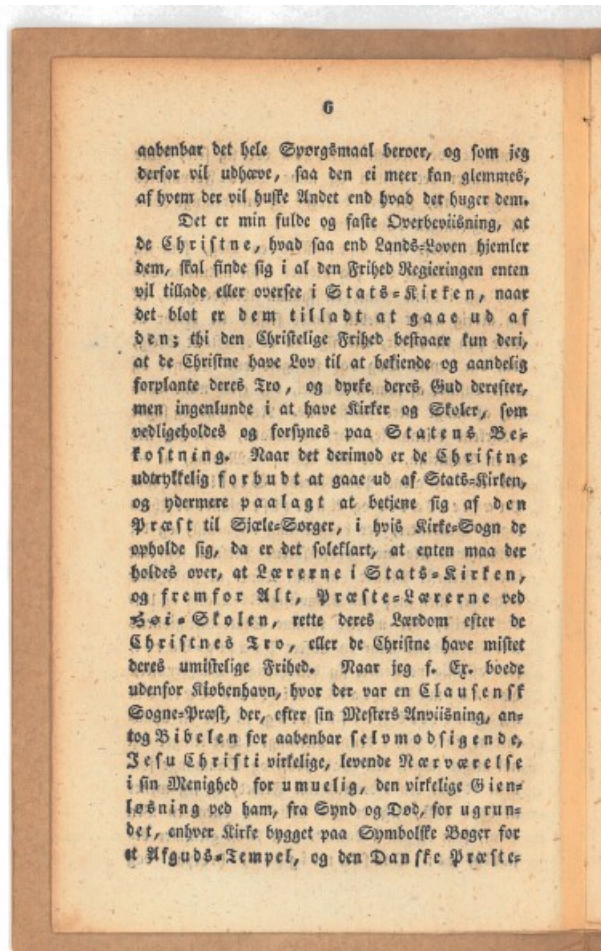 6
aabenbar det hele Spørgsmaal beroer, og som jeg
derfor vil udhæve, saa den ei meer kan glemmes,
af hvem der vil huske Andet end hvad der huger dem.
Det er min fulde og faste Overbeviisning, at
de Christne, hvad saa end Lands-Loven hjemler
dem, skal finde sig i al den Frihed Regieringen enten
vil tillade eller oversee i Stats-Kirken, naar
det blot er dem tilladt at gaae ud af
den; thi den Christelige Frihed bestaaer kun deri,
at de Christne have Lov til at bekiende og aandelig
forplante deres Tro, og dyrke deres Gud derefter,
men ingenlunde i at have Kirker og Skoler, som
vedligeholdes og forsynes paa Statens Be-
kostning. Naar det derimod er de Christne
udtrykkelig forbudt at gaae ud af Stats-Kirken,
og ydermere paalagt at betjene sig af den
Præst til Sjæle-Sørger, i hvis Kirke-Sogn de
opholde sig, da er det soleklart, at enten maa der
holdes over, at Lærerne i Stats-Kirken,
og fremfor Alt, Præste-Lærerne ved
Høi-Skolen, rette deres Lærdom efter de
Christnes Tro, eller de Christne have mistet
deres umistelige Frihed. Naar jeg f. Ex. boede
udenfor Kiøbenhavn, hvor der var en Clausensk
Sogne-Præst, der, efter sin Mesters Anviisning, an-
tog Bibelen for aabenbar selvmodsigende,
Jesu Christi virkelige, levende Nærværelse
i sin Menighed for umuelig, den virkelige Gien-
løsning ved ham, fra Synd og Død, for ugrun-
det, enhver Kirke bygget paa Symbolske Bøger for
et Afguds-Tempel, og den Danske Præste-